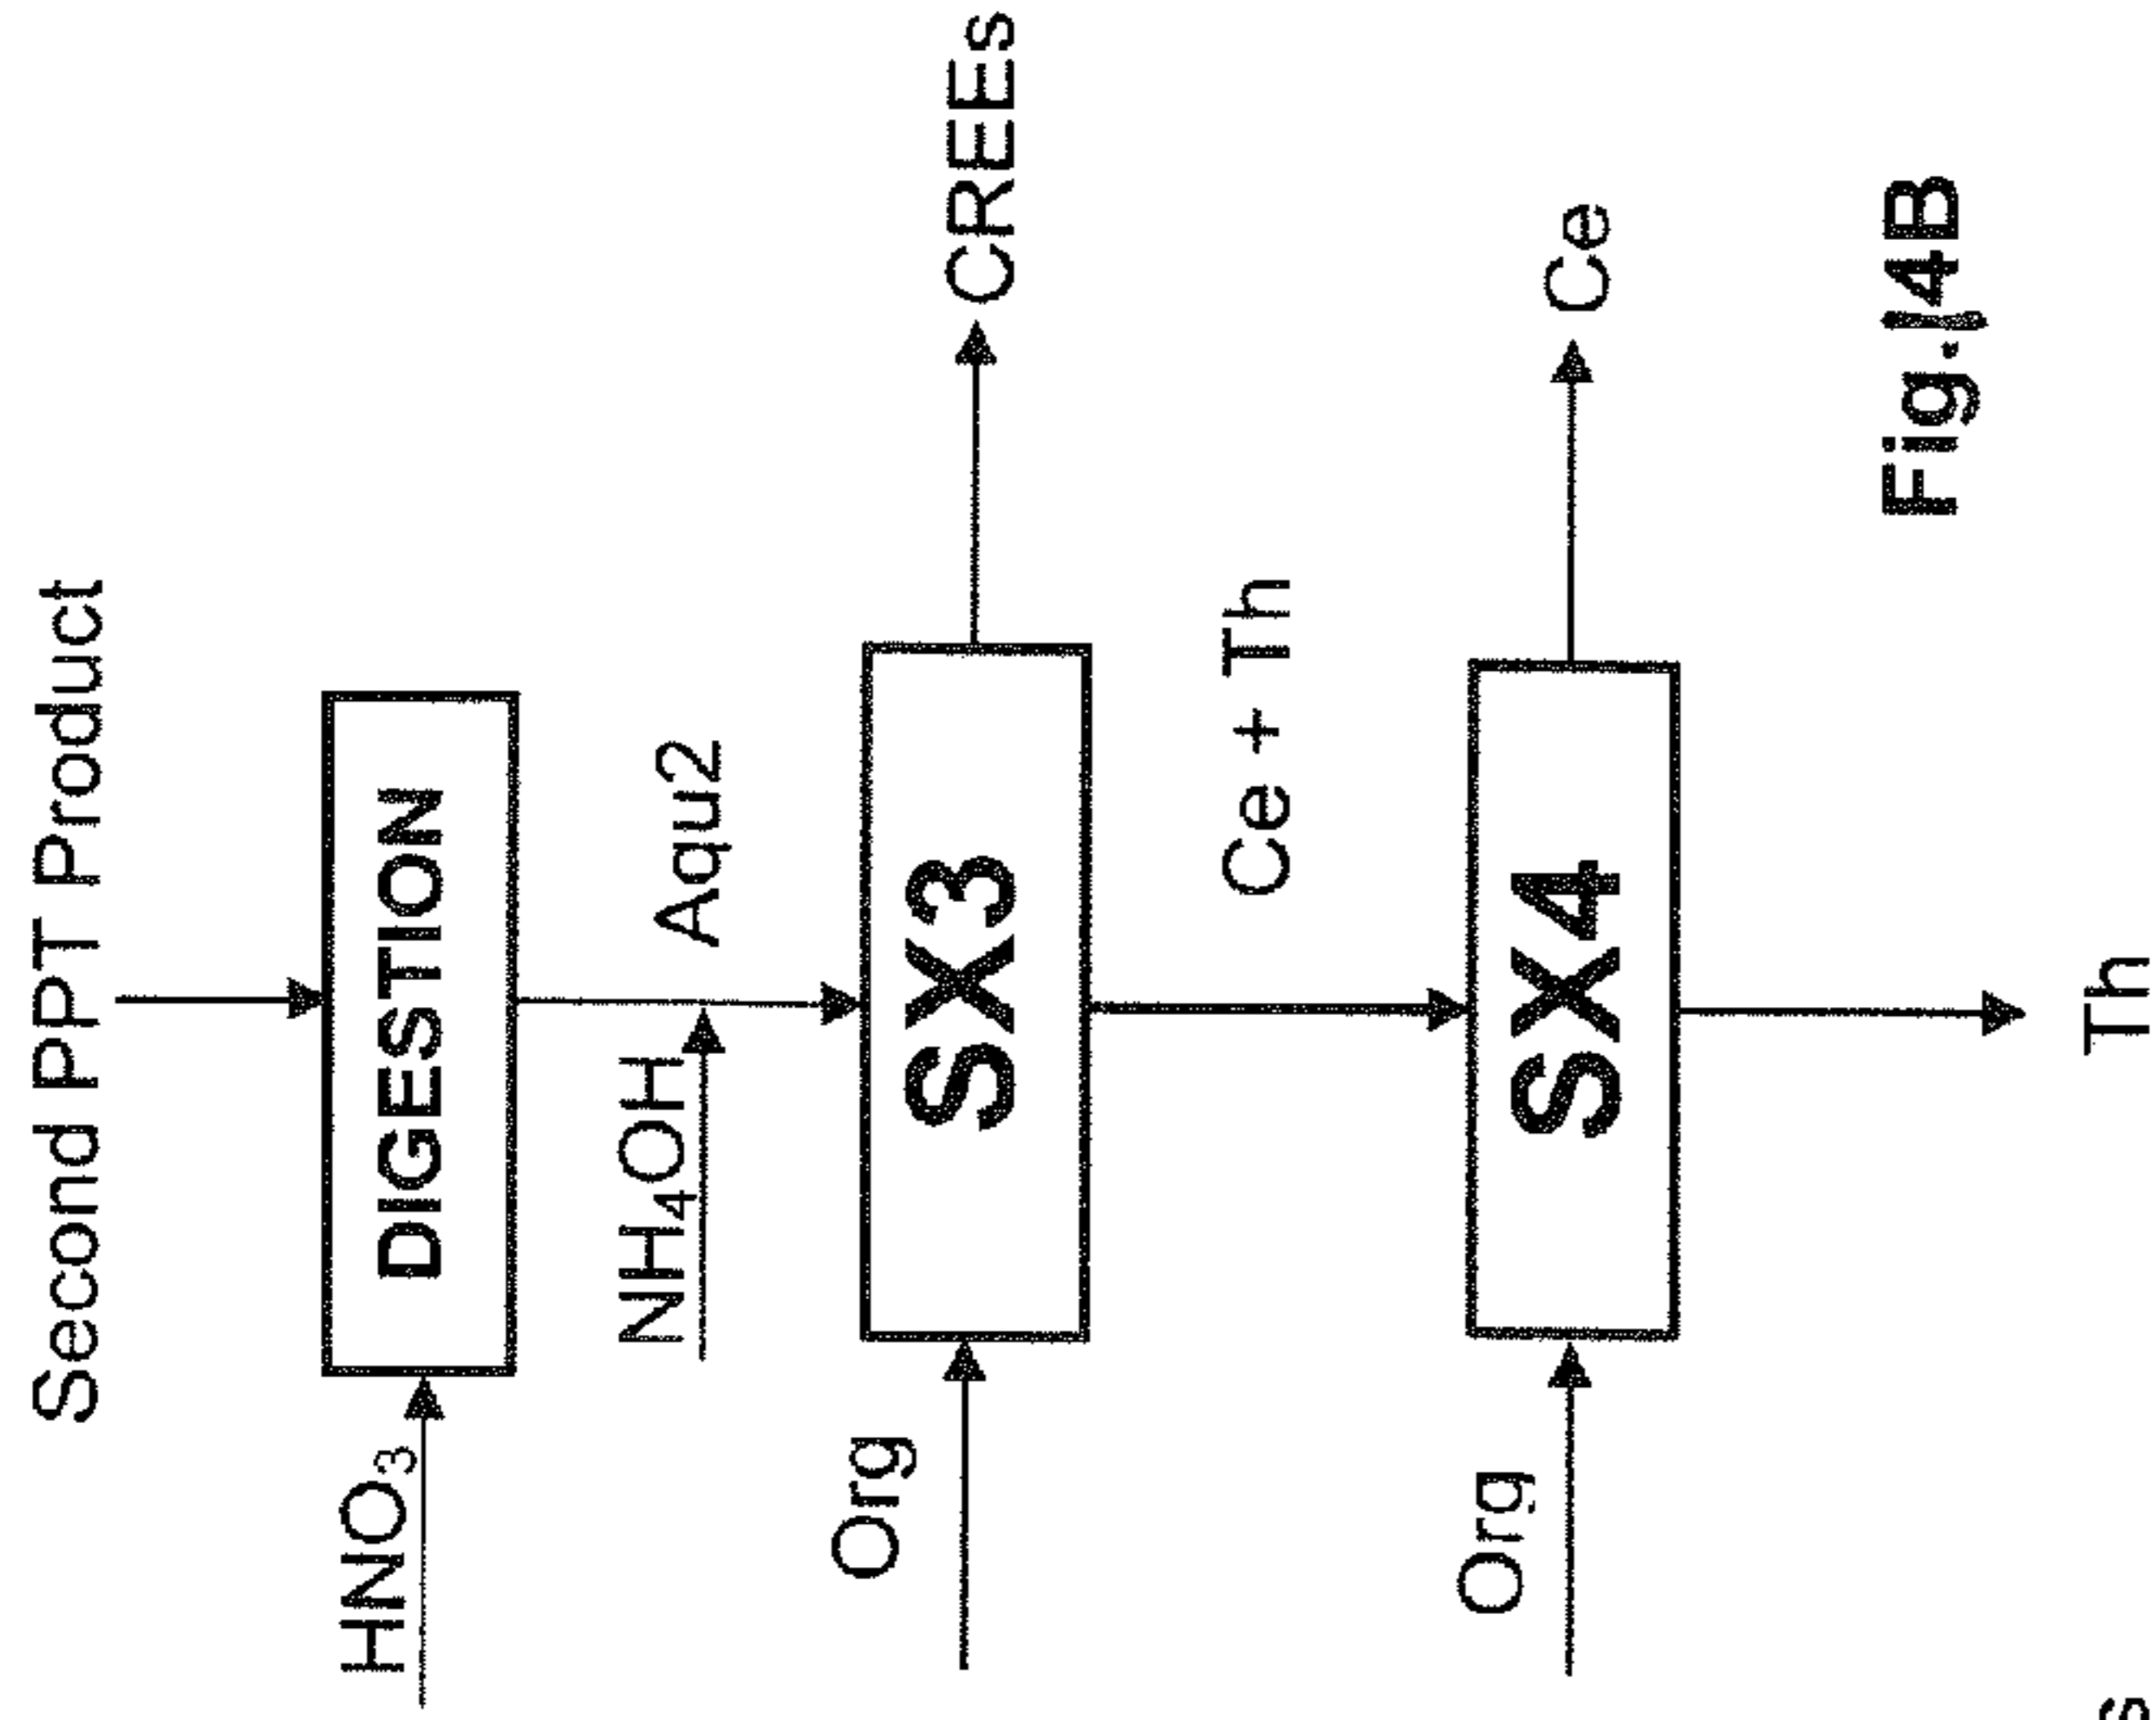 Second PPT Product
HNO₃
DIGESTION
NH₄OH
Aqu2
Org
SX3
CREEs
Ce + Th
Org
SX4
Ce
Th
Fig. 4B
s